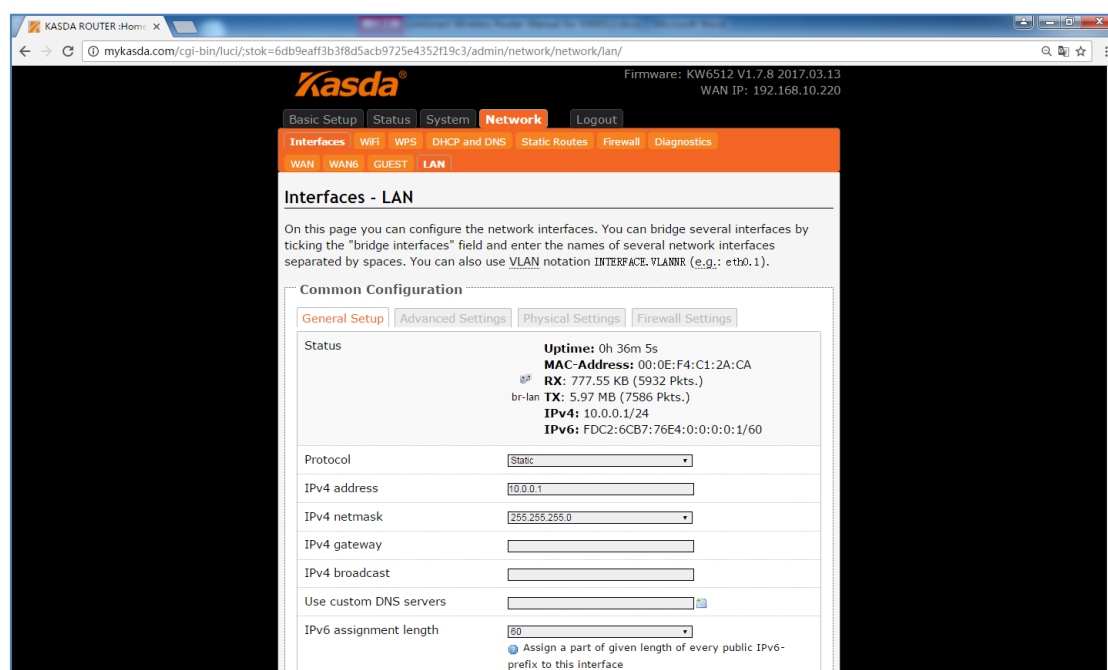 KASDA ROUTER :Home
mykasda.com/cgi-bin/luci/;stok=6db9eaff3b3f8d5acb9725e4352f19c3/admin/network/network/lan/
Kasda®
Firmware: KW6512 V1.7.8 2017.03.13
WAN IP: 192.168.10.220
Basic Setup Status System Network Logout
Interfaces WiFi WPS DHCP and DNS Static Routes Firewall Diagnostics
WAN WAN6 GUEST LAN
Interfaces - LAN
On this page you can configure the network interfaces. You can bridge several interfaces by
ticking the "bridge interfaces" field and enter the names of several network interfaces
separated by spaces. You can also use VLAN notation INTERFACE.VLANNR (e.g.: eth0.1).
Common Configuration
General Setup Advanced Settings Physical Settings Firewall Settings
Status
Uptime: 0h 36m 5s
MAC-Address: 00:0E:F4:C1:2A:CA
RX: 777.55 KB (5932 Pkts.)
br-lan TX: 5.97 MB (7586 Pkts.)
IPv4: 10.0.0.1/24
IPv6: FDC2:6CB7:76E4:0:0:0:0:1/60
Protocol Static
IPv4 address 10.0.0.1
IPv4 netmask 255.255.255.0
IPv4 gateway
IPv4 broadcast
Use custom DNS servers
IPv6 assignment length 60
Assign a part of given length of every public IPv6-
prefix to this interface